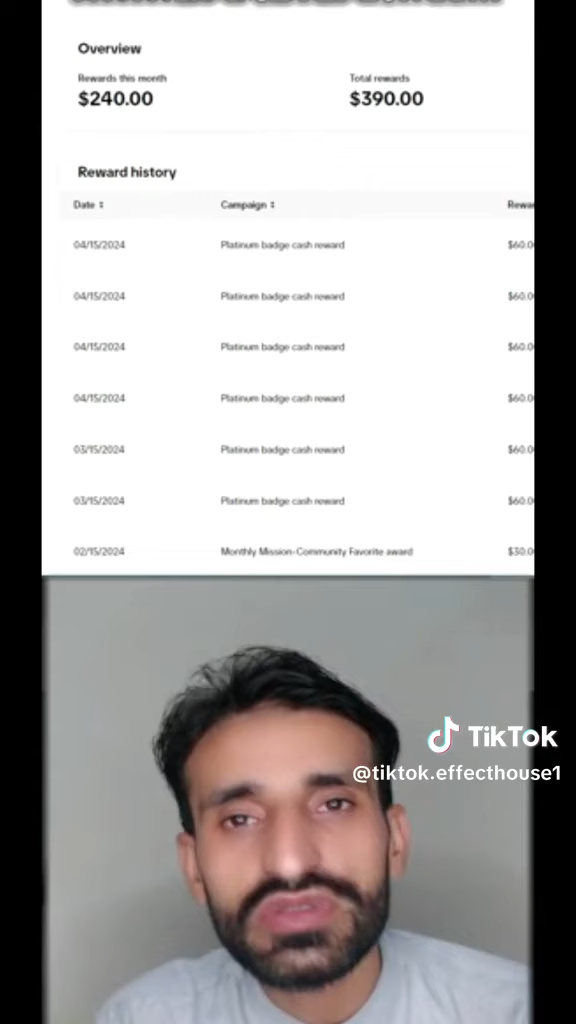 Overview
Rewards this month Total rewards
$240.00 $390.00
Reward history
Date Campaign
04/15/2024 Platinum badge cash reward $60.0
04/15/2024 Platinum badge cash reward $60.0
04/15/2024 Platinum badge cash reward $60.0
04/15/2024 Platinum badge cash reward $60.0
03/15/2024 Platinum badge cash reward $60.0
03/15/2024 Platinum badge cash reward $60.0
02/15/2024 Monthly Mission-Community Favorite award $30.0
TikTok
@tiktok.effecthouse1